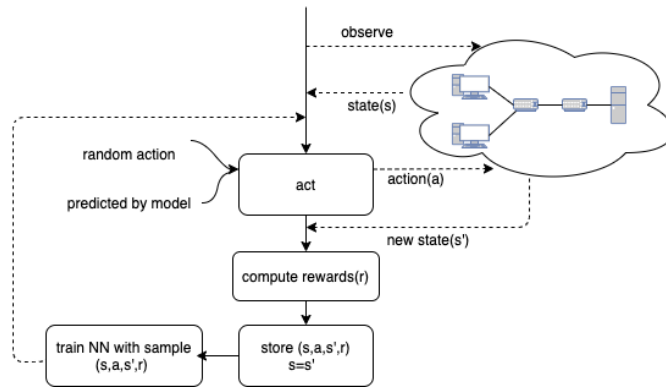 observe
state(s)
random action
act
action(a)
predicted by model
new state(s')
compute rewards(r)
train NN with sample
(s,a,s',r)
store (s,a,s',r)
s=s'